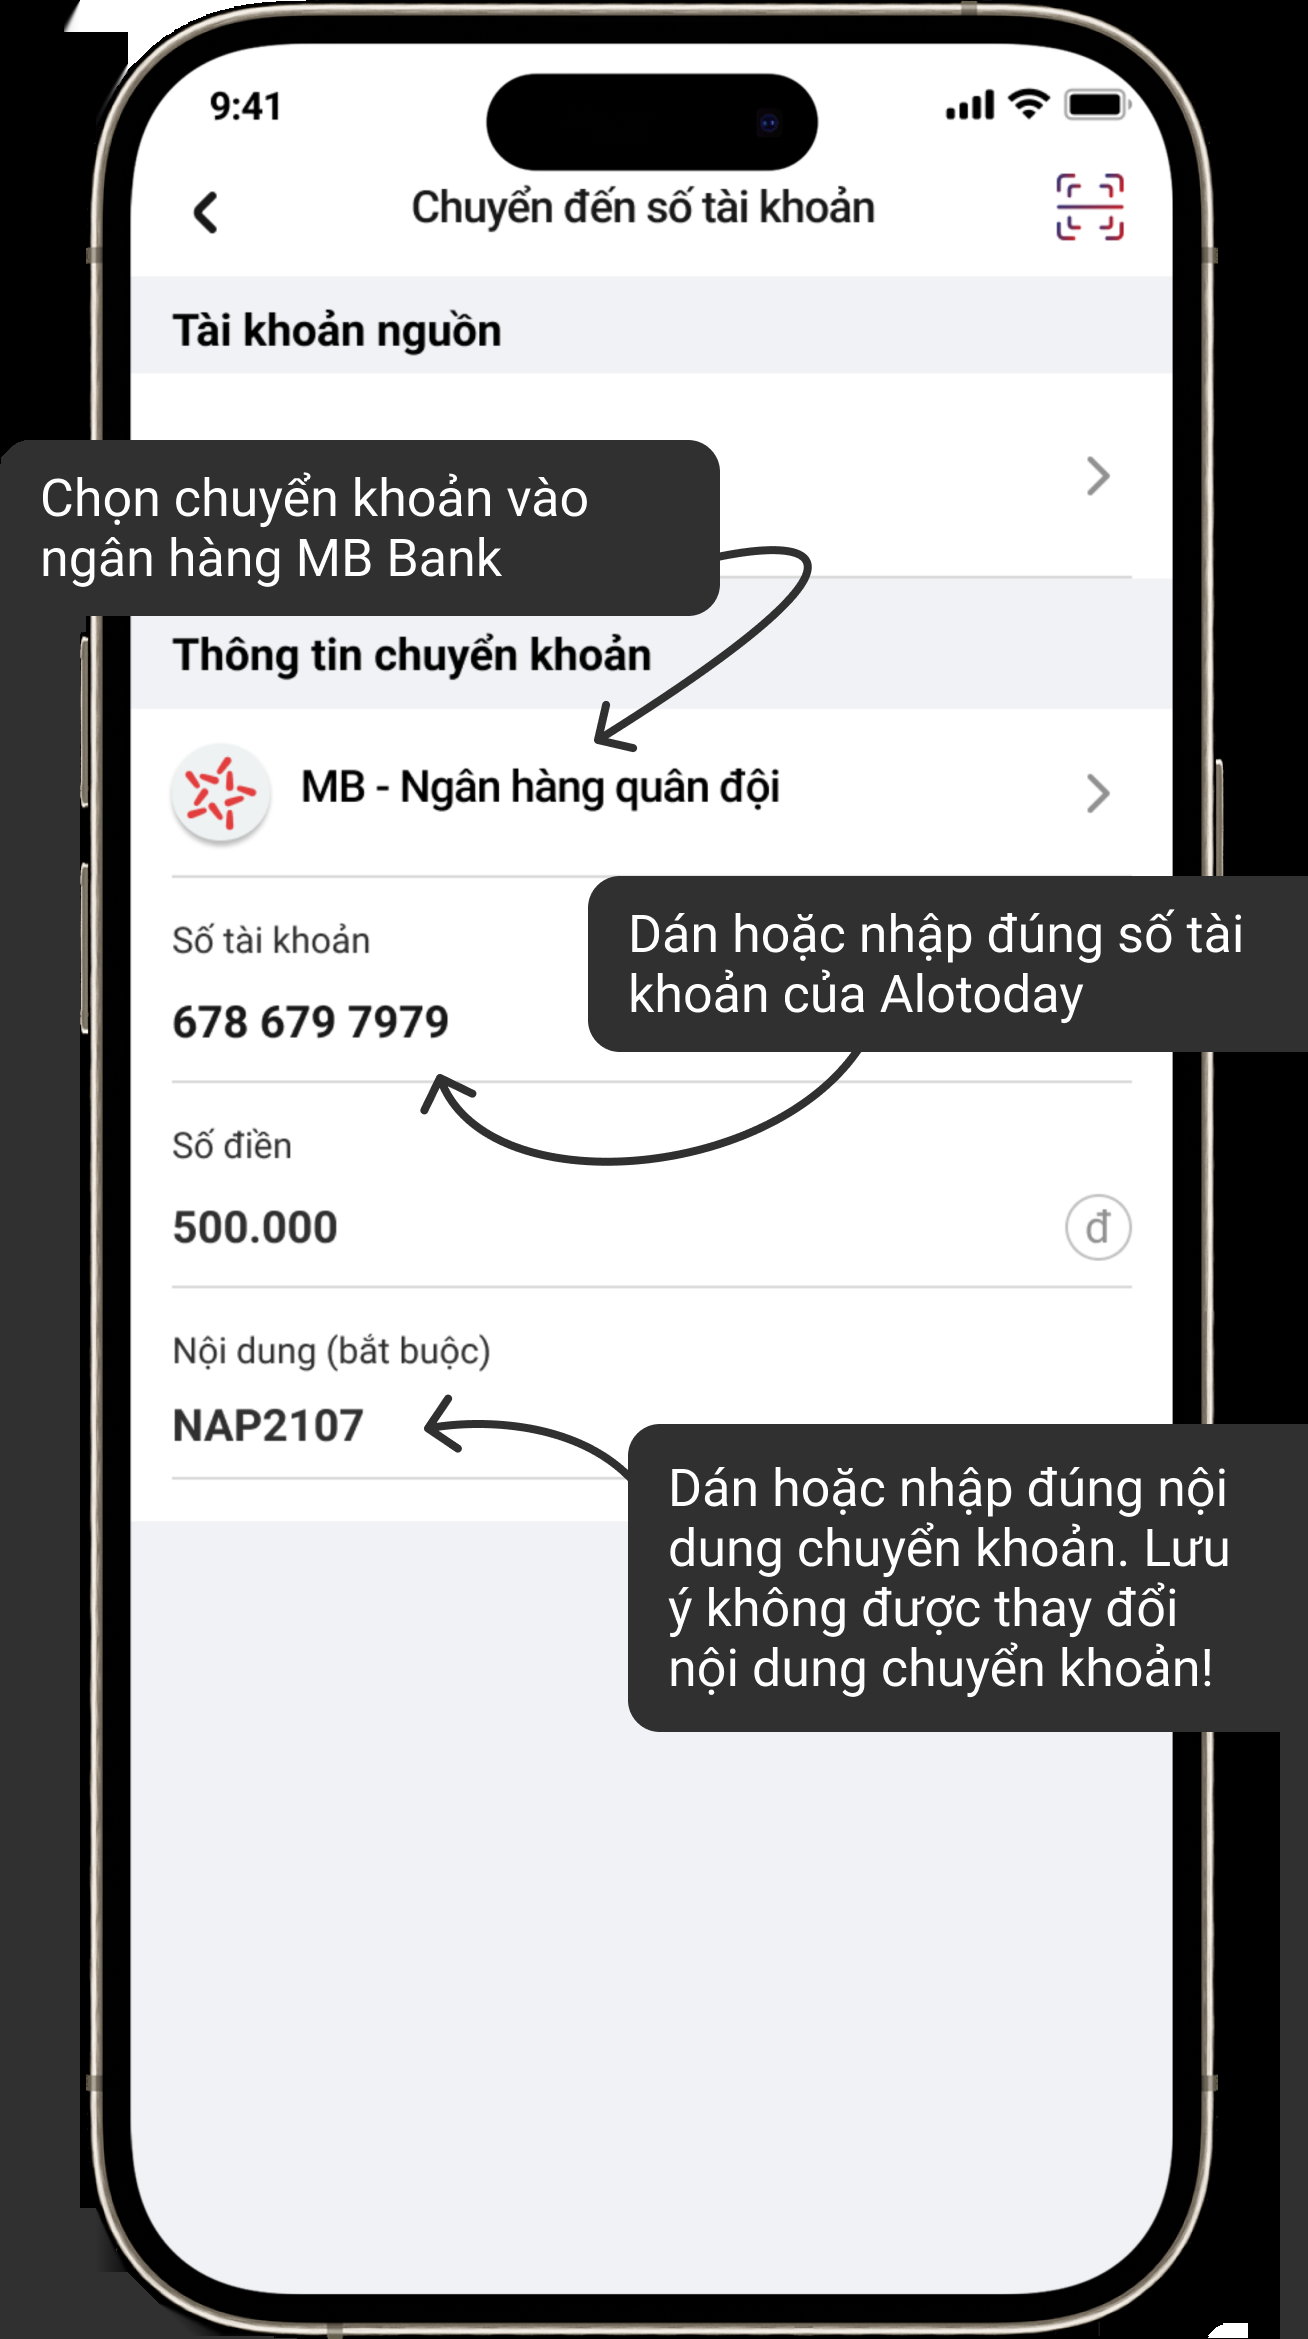 9:41
Chuyển đến số tài khoản
Tài khoản nguồn
Chọn chuyển khoản vào
ngân hàng MB Bank
Thông tin chuyển khoản
MB - Ngân hàng quân đội
Dán hoặc nhập đúng số tài
khoản của Alotoday
Số tài khoản
678 679 7979
Số điền
500.000
đ
Nội dung (bắt buộc)
NAP2107
Dán hoặc nhập đúng nội
dung chuyển khoản. Lưu
ý không được thay đổi
nội dung chuyển khoản!